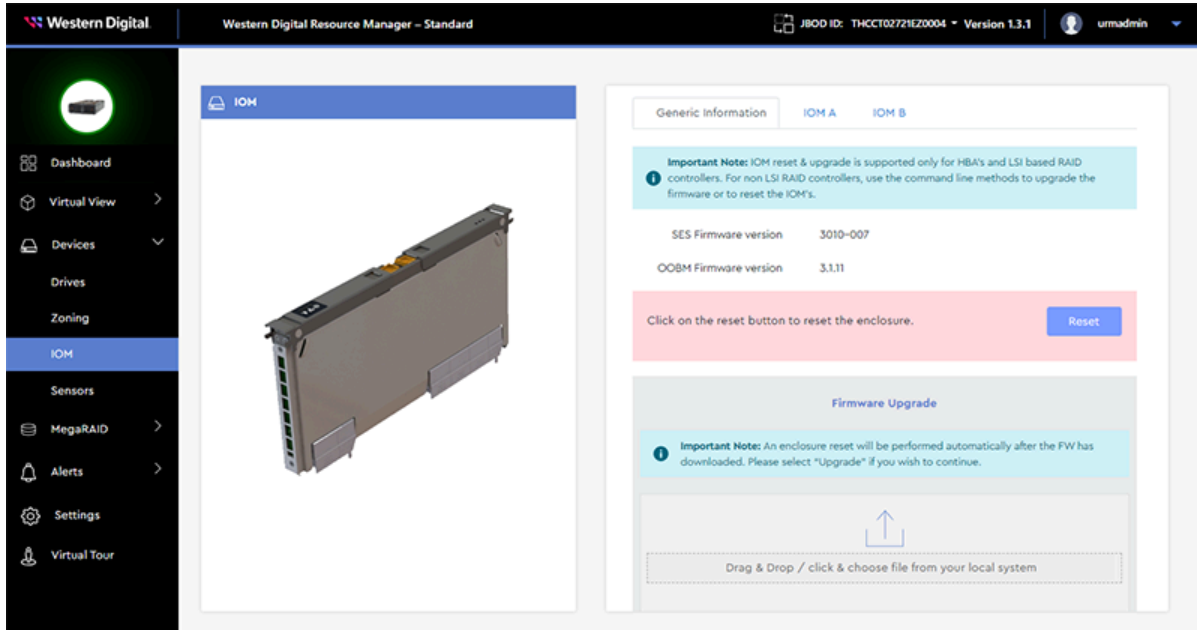 Western Digital.
Western Digital Resource Manager – Standard
JBOD ID: THCCT02721EZ0004
Version 1.3.1
urmadmin
Dashboard
Virtual View
Devices
Drives
Zoning
IOM
Sensors
MegaRAID
Alerts
Settings
Virtual Tour
IOM
Generic Information
IOM A
IOM B
Important Note: IOM reset & upgrade is supported only for HBA's and LSI based RAID
controllers. For non LSI RAID controllers, use the command line methods to upgrade the
firmware or to reset the IOM's.
SES Firmware version 3010-007
OOBM Firmware version 3.1.11
Click on the reset button to reset the enclosure.
Reset
Firmware Upgrade
Important Note: An enclosure reset will be performed automatically after the FW has
downloaded. Please select "Upgrade" if you wish to continue.
Drag & Drop / click & choose file from your local system